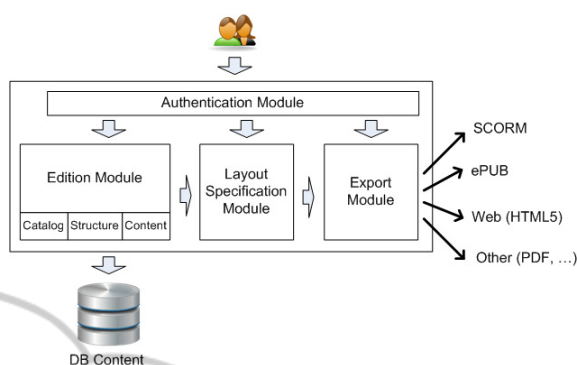 Authentication Module
Edition Module
Catalog
Structure
Content
Layout
Specification
Module
Export
Module
SCORM
ePUB
Web (HTML5)
Other (PDF, ...)
DB Content